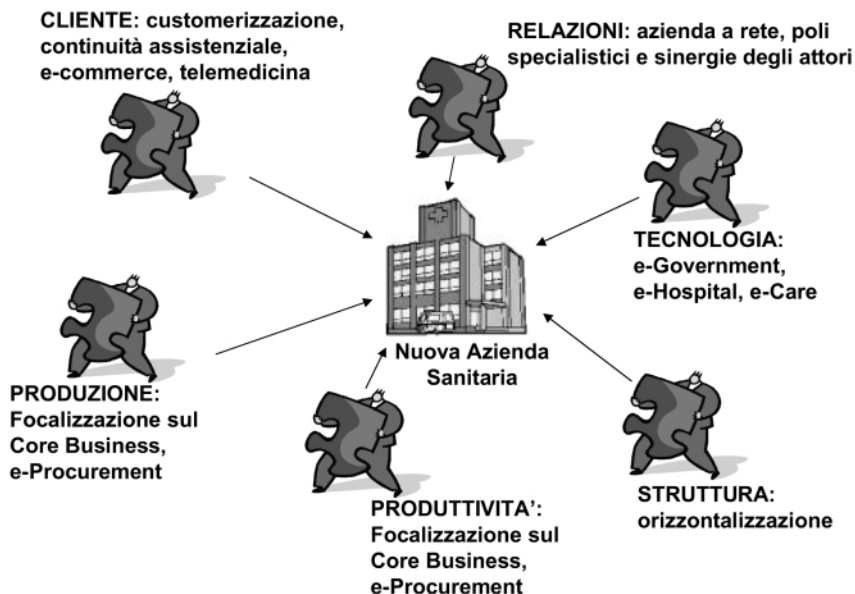 CLIENTE: customerizzazione,
continuità assistenziale,
e-commerce, telemedicina
RELAZIONI: azienda a rete, poli
specialistici e sinergie degli attori
TECNOLOGIA:
e-Government,
e-Hospital, e-Care
Nuova Azienda
Sanitaria
PRODUZIONE:
Focalizzazione sul
Core Business,
e-Procurement
PRODUTTIVITA’:
Focalizzazione sul
Core Business,
e-Procurement
STRUTTURA:
orizzontalizzazione